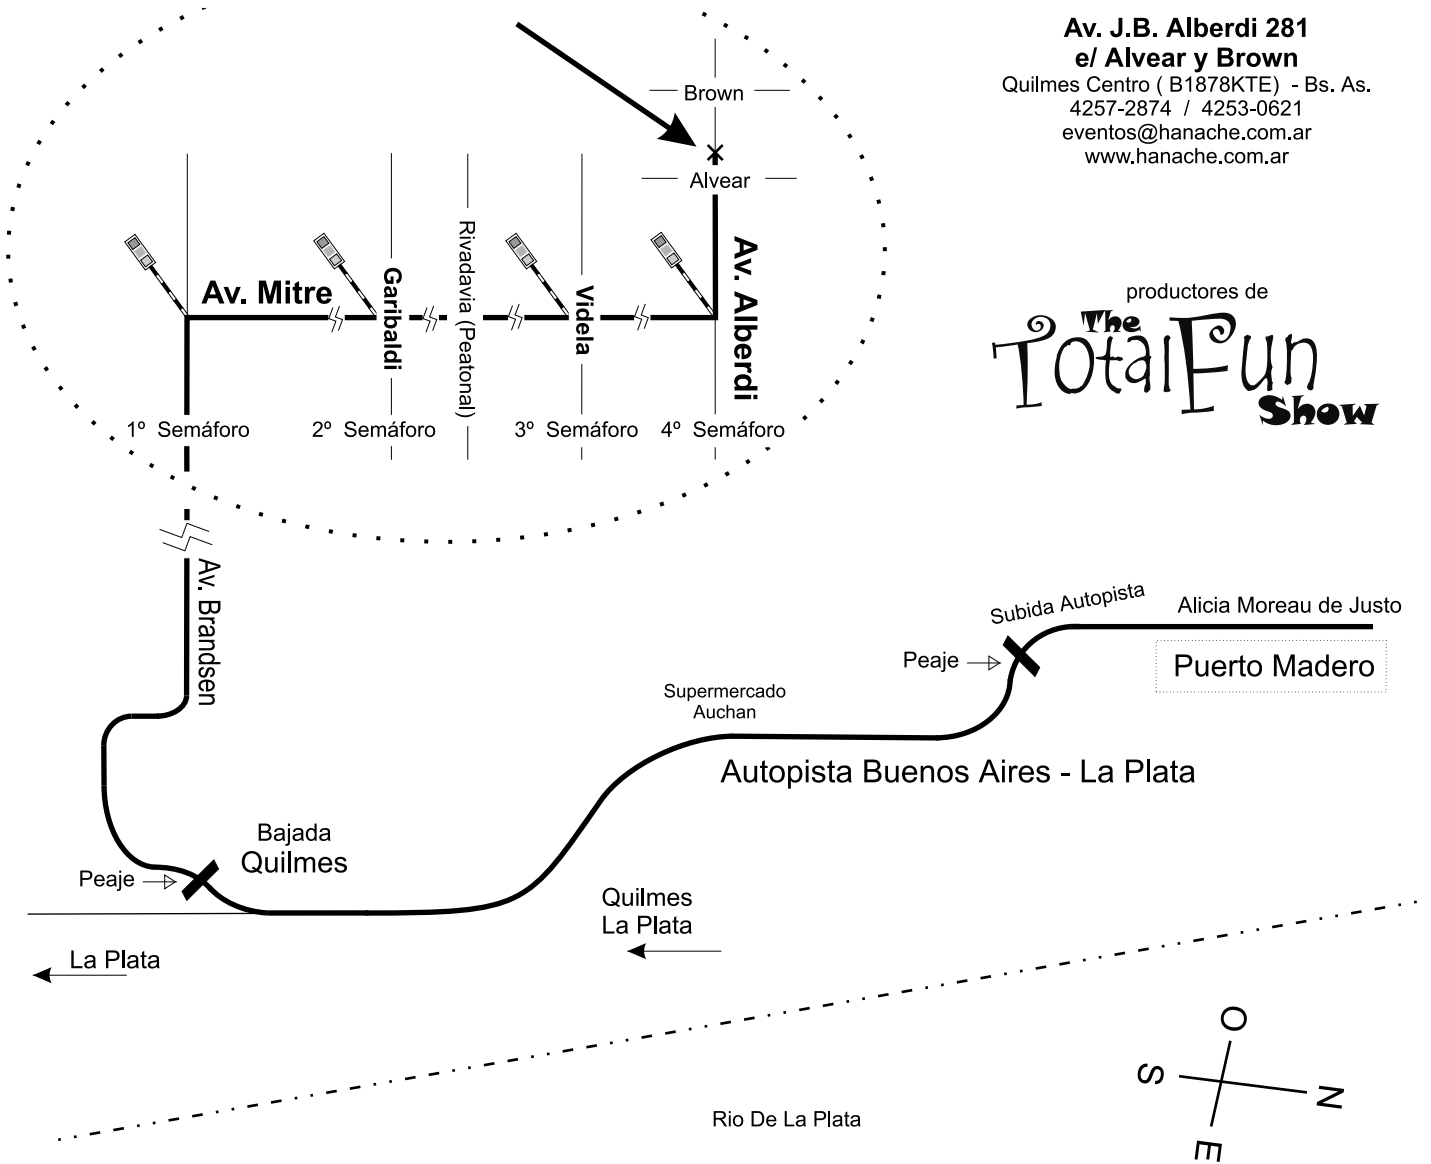 Av. J.B. Alberdi 281
e/ Alvear y Brown
Quilmes Centro ( B1878KTE) - Bs. As.
4257-2874 / 4253-0621
eventos@hanache.com.ar
www.hanache.com.ar
Brown
Alvear
productores de
The
Total Fun
Show
Av. Mitre
Garibaldi
Rivadavia (Peatonal)
Videla
Av. Alberdi
1º Semáforo
2º Semáforo
3º Semáforo
4º Semáforo
Av. Brandsen
Subida Autopista
Alicia Moreau de Justo
Peaje
Puerto Madero
Supermercado
Auchan
Autopista Buenos Aires - La Plata
Bajada
Quilmes
Peaje
Quilmes
La Plata
La Plata
O
S
N
E
Rio De La Plata